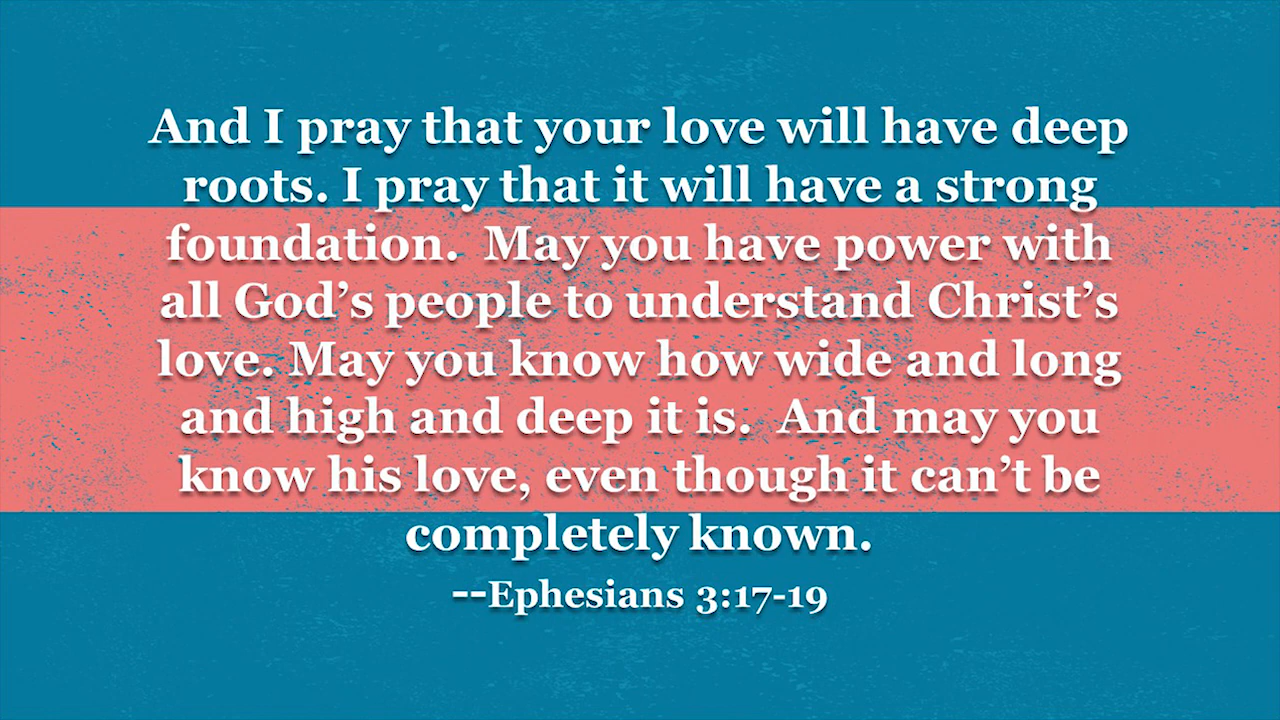 And I pray that your love will have deep
roots. I pray that it will have a strong
foundation.  May you have power with
all God’s people to understand Christ’s
love. May you know how wide and long
and high and deep it is.  And may you
know his love, even though it can’t be
completely known.
--Ephesians 3:17-19